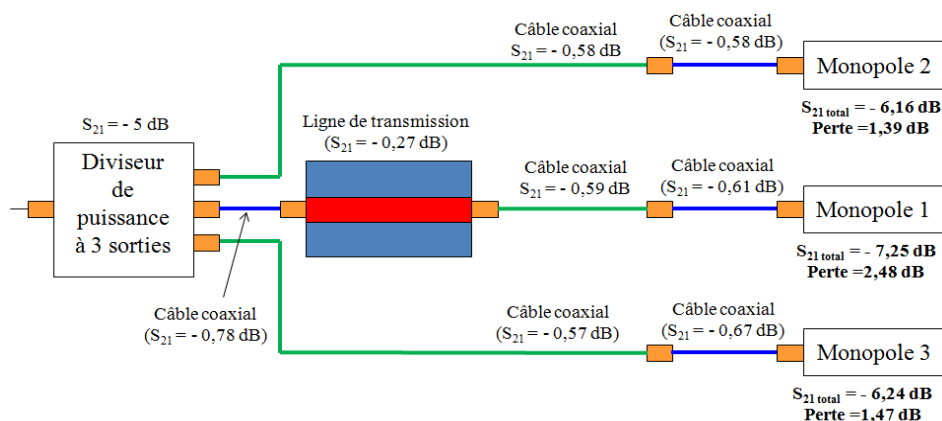 Câble coaxial
S21 = - 0,58 dB
Câble coaxial
(S21 = - 0,58 dB)
Monopole 2
S21 total = - 6,16 dB
Perte =1,39 dB
S21 = - 5 dB
Diviseur
de
puissance
à 3 sorties
Ligne de transmission
(S21 = - 0,27 dB)
Câble coaxial
S21 = - 0,59 dB
Câble coaxial
(S21 = - 0,61 dB)
Monopole 1
S21 total = - 7,25 dB
Perte =2,48 dB
Câble coaxial
(S21 = - 0,78 dB)
Câble coaxial
(S21 = - 0,57 dB)
Câble coaxial
(S21 = - 0,67 dB)
Monopole 3
S21 total = - 6,24 dB
Perte =1,47 dB